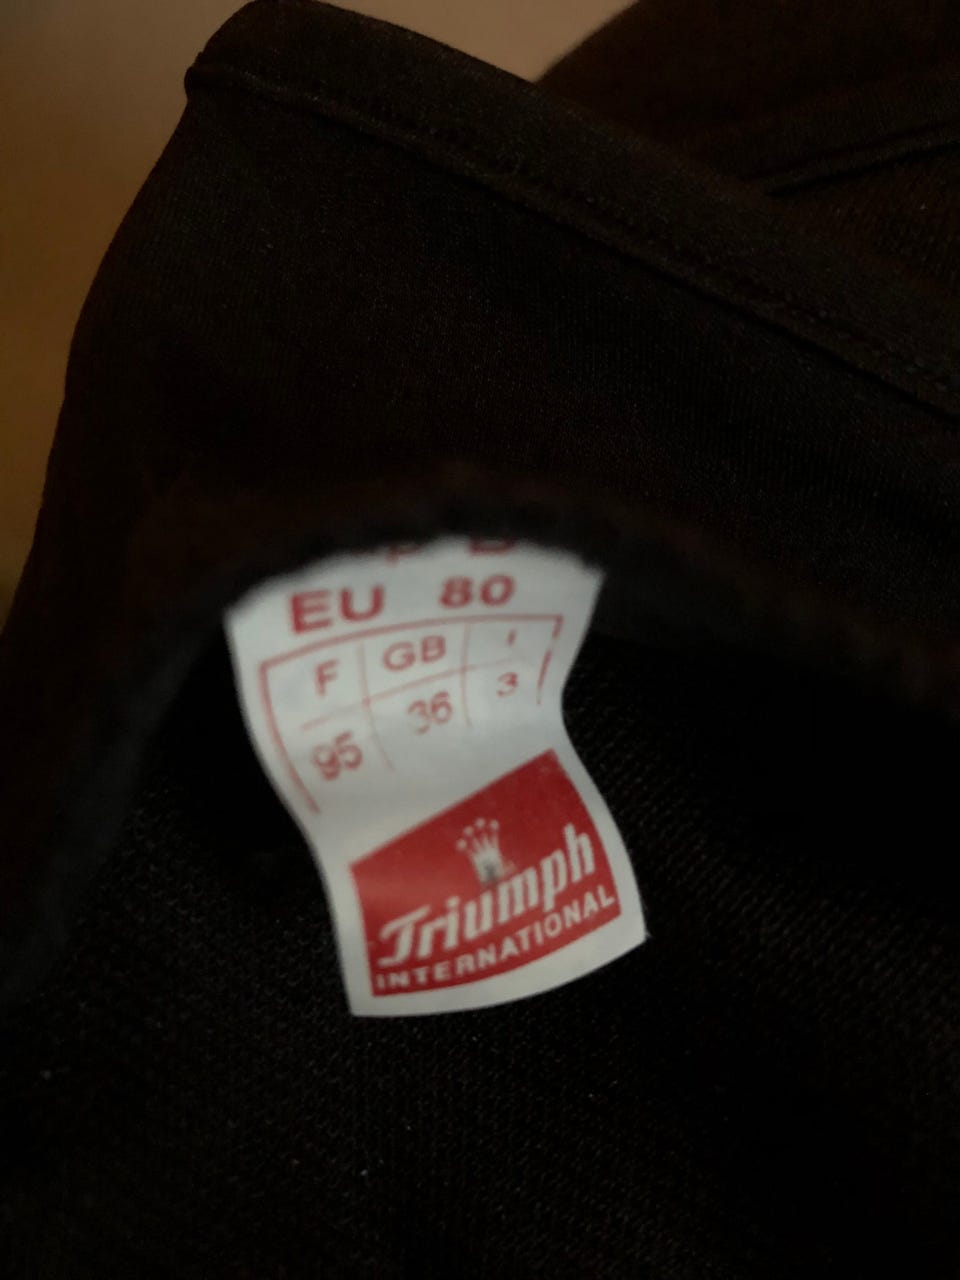 EU 80
F GB I
95 36 3
Triumph
INTERNATIONAL